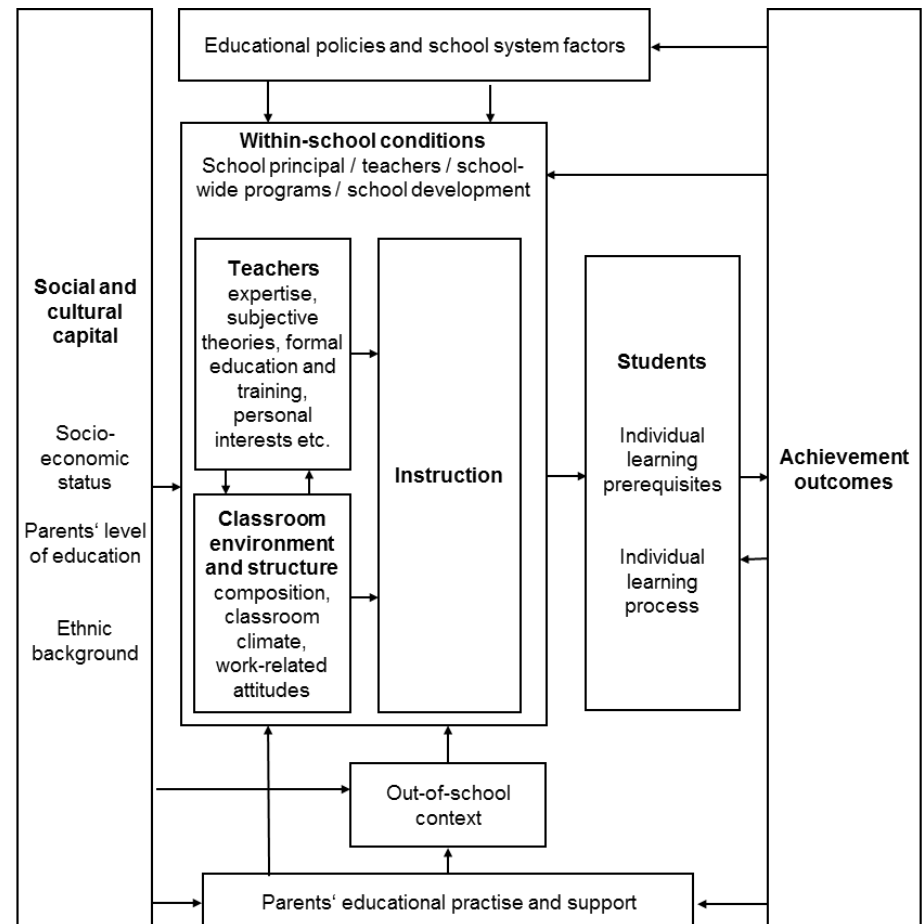 Educational policies and school system factors
Within-school conditions
School principal / teachers / school-
wide programs / school development
Social and
cultural
capital
Socio-
economic
status
Parents‘ level
of education
Ethnic
background
Teachers
expertise,
subjective
theories, formal
education and
training,
personal
interests etc.
Classroom
environment
and structure
composition,
classroom
climate,
work-related
attitudes
Instruction
Students
Individual
learning
prerequisites
Individual
learning
process
Achievement
outcomes
Out-of-school
context
Parents‘ educational practise and support